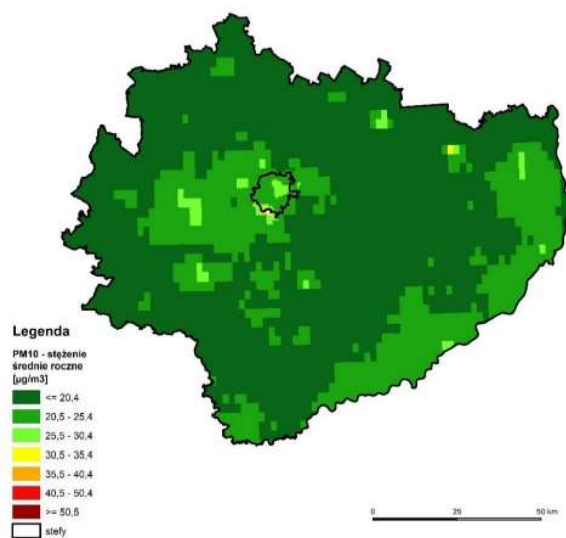 Legenda
PM10 - stężenie
średnie roczne
[µg/m3]
<= 20,4
20,5 - 25,4
25,5 - 30,4
30,5 - 35,4
35,5 - 40,4
40,5 - 50,4
>= 50,5
stefy
0 25 50 km